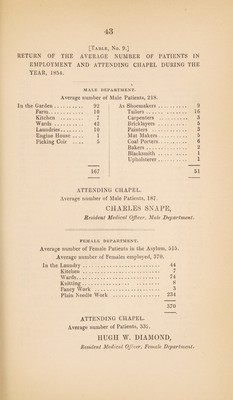 43
[TABLE, No. 9.]
RETURN OF THE AVERAGE NUMBER OF PATIENTS IN
EMPLOYMENT AND ATTENDING CHAPEL DURING THE
YEAR, 1854.
MALE DEPARTMENT.
Average number of Male Patients, 218.
In the Garden .......... 92 | As Shoemakers .......... 9
Farm .......... 10 | Tailors .......... 16
Kitchen .......... 7 | Carpenters .......... 3
Wards .......... 42 | Bricklayers .......... 5
Laundries ........ 10 | Painters .......... 3
Engine House .... 1 | Mat Makers .......... 5
Picking Coir .... 5 | Coal Porters .......... 6
Bakers .......... 2
Blacksmith .......... 1
Upholsterer .......... 1
167 51
ATTENDING CHAPEL.
Average number of Male Patients, 187.
CHARLES SNAPE,
Resident Medical Officer, Male Department.
FEMALE DEPARTMENT.
Average number of Female Patients in the Asylum, 515.
Average number of Females employed, 370.
In the Laundry .......... 44
Kitchen .......... 7
Wards .......... 74
Knitting .......... 8
Fancy Work .......... 3
Plain Needle Work .......... 234
370
ATTENDING CHAPEL.
Average number of Patients, 331.
HUGH W. DIAMOND,
Resident Medical Officer, Female Department.